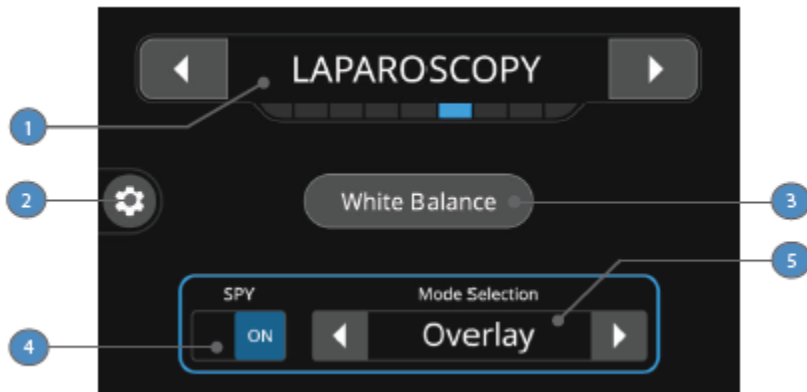 LAPAROSCOPY
1
2
White Balance
3
5
SPY
Mode Selection
4
ON
Overlay